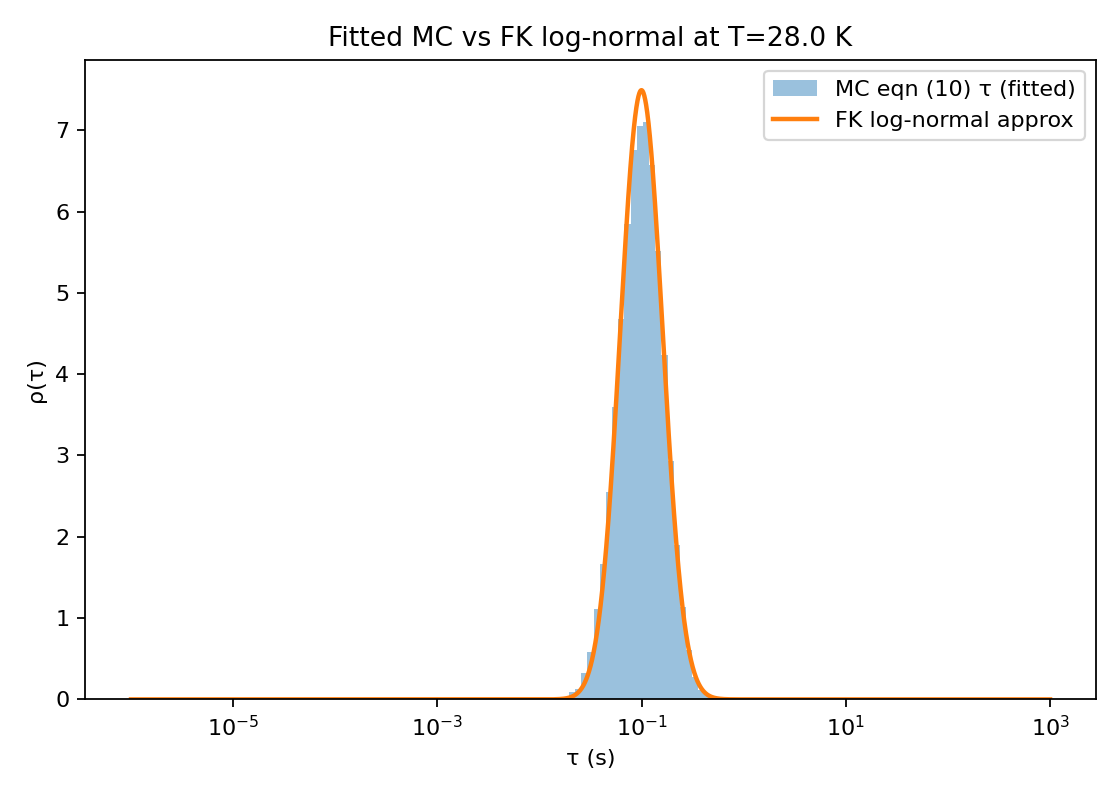 Fitted MC vs FK log-normal at T=28.0 K
MC eqn (10) τ (fitted)
FK log-normal approx
ρ(τ)
7
6
5
4
3
2
1
0
10⁻⁵
10⁻³
10⁻¹
10¹
10³
τ (s)